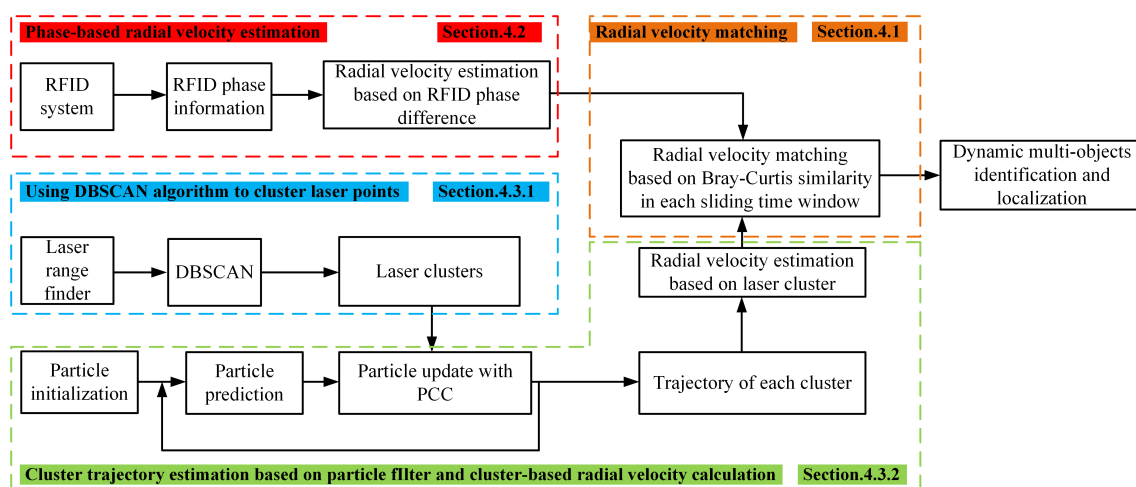 Phase-based radial velocity estimation Section.4.2
RFID
system
RFID phase
information
Radial velocity estimation
based on RFID phase
difference
Radial velocity matching Section.4.1
Radial velocity matching
based on Bray-Curtis similarity
in each sliding time window
Dynamic multi-objects
identification and
localization
Using DBSCAN algorithm to cluster laser points Section.4.3.1
Laser
range
finder
DBSCAN
Laser clusters
Radial velocity estimation
based on laser cluster
Particle
initialization
Particle
prediction
Particle update with
PCC
Trajectory of each cluster
Cluster trajectory estimation based on particle fIlter and cluster-based radial velocity calculation Section.4.3.2